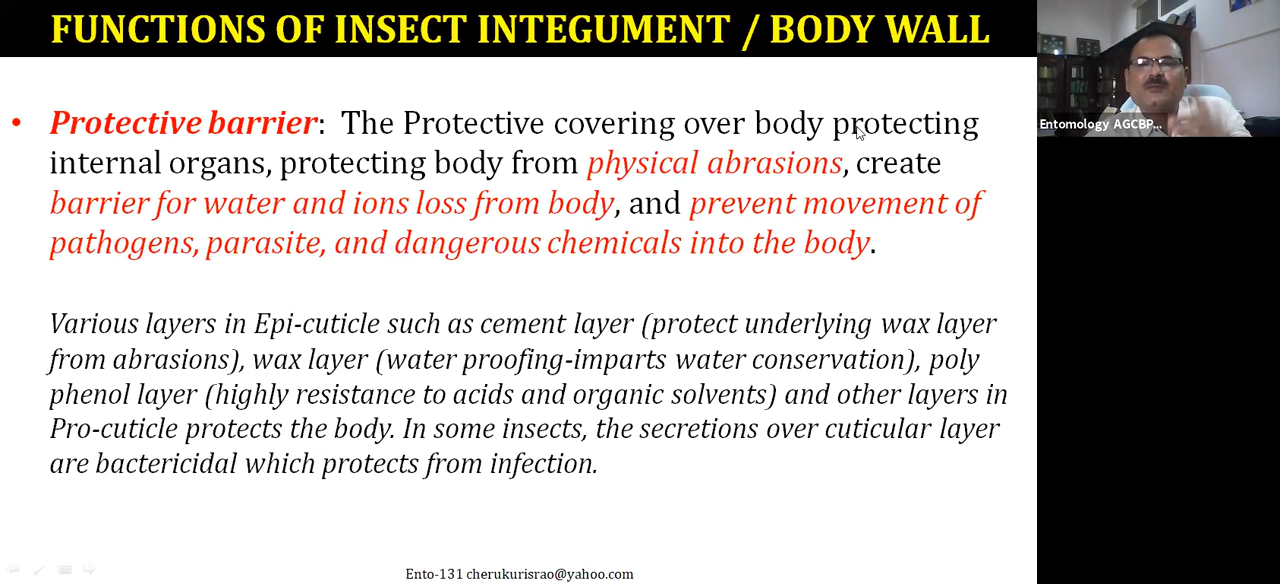 FUNCTIONS OF INSECT INTEGUMENT / BODY WALL
• Protective barrier: The Protective covering over body protecting
internal organs, protecting body from physical abrasions, create
barrier for water and ions loss from body, and prevent movement of
pathogens, parasite, and dangerous chemicals into the body.
Various layers in Epi-cuticle such as cement layer (protect underlying wax layer
from abrasions), wax layer (water proofing-imparts water conservation), poly
phenol layer (highly resistance to acids and organic solvents) and other layers in
Pro-cuticle protects the body. In some insects, the secretions over cuticular layer
are bactericidal which protects from infection.
Ento-131 cherukurisrao@yahoo.com
Entomology AGCBP...